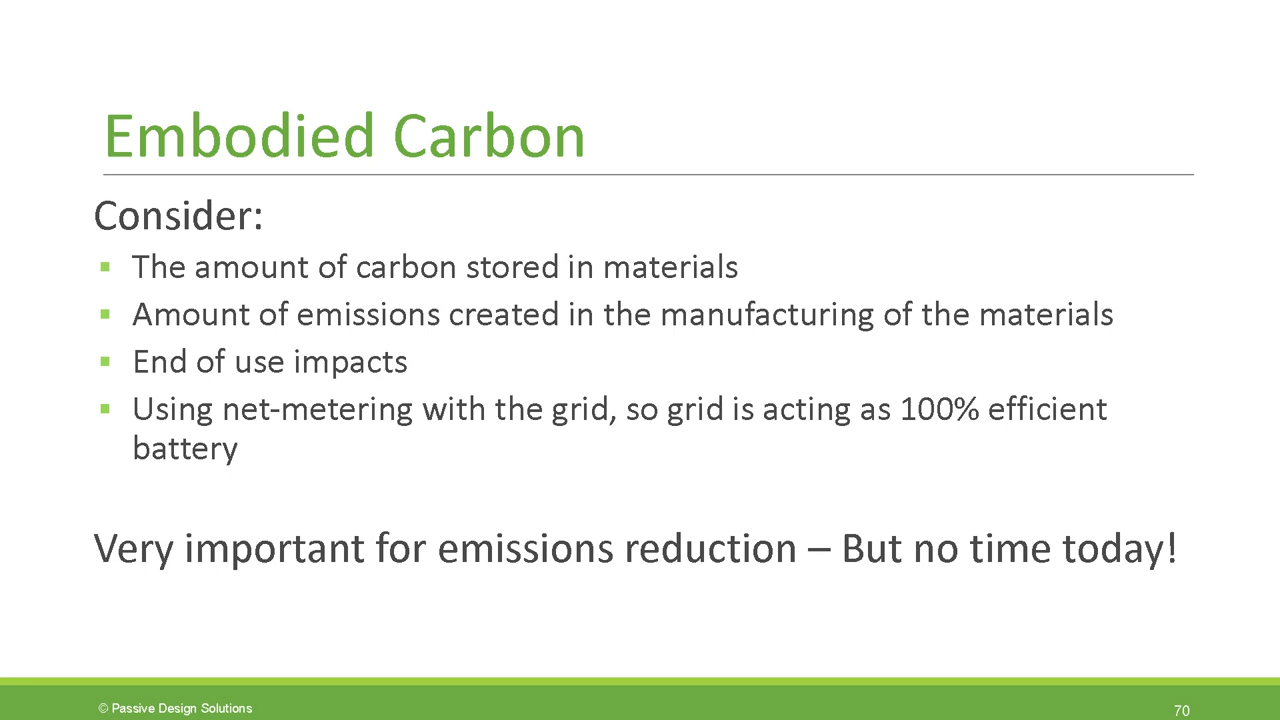 Embodied Carbon
Consider:
▪ The amount of carbon stored in materials
▪ Amount of emissions created in the manufacturing of the materials
▪ End of use impacts
▪ Using net-metering with the grid, so grid is acting as 100% efficient
battery
Very important for emissions reduction – But no time today!
© Passive Design Solutions
70